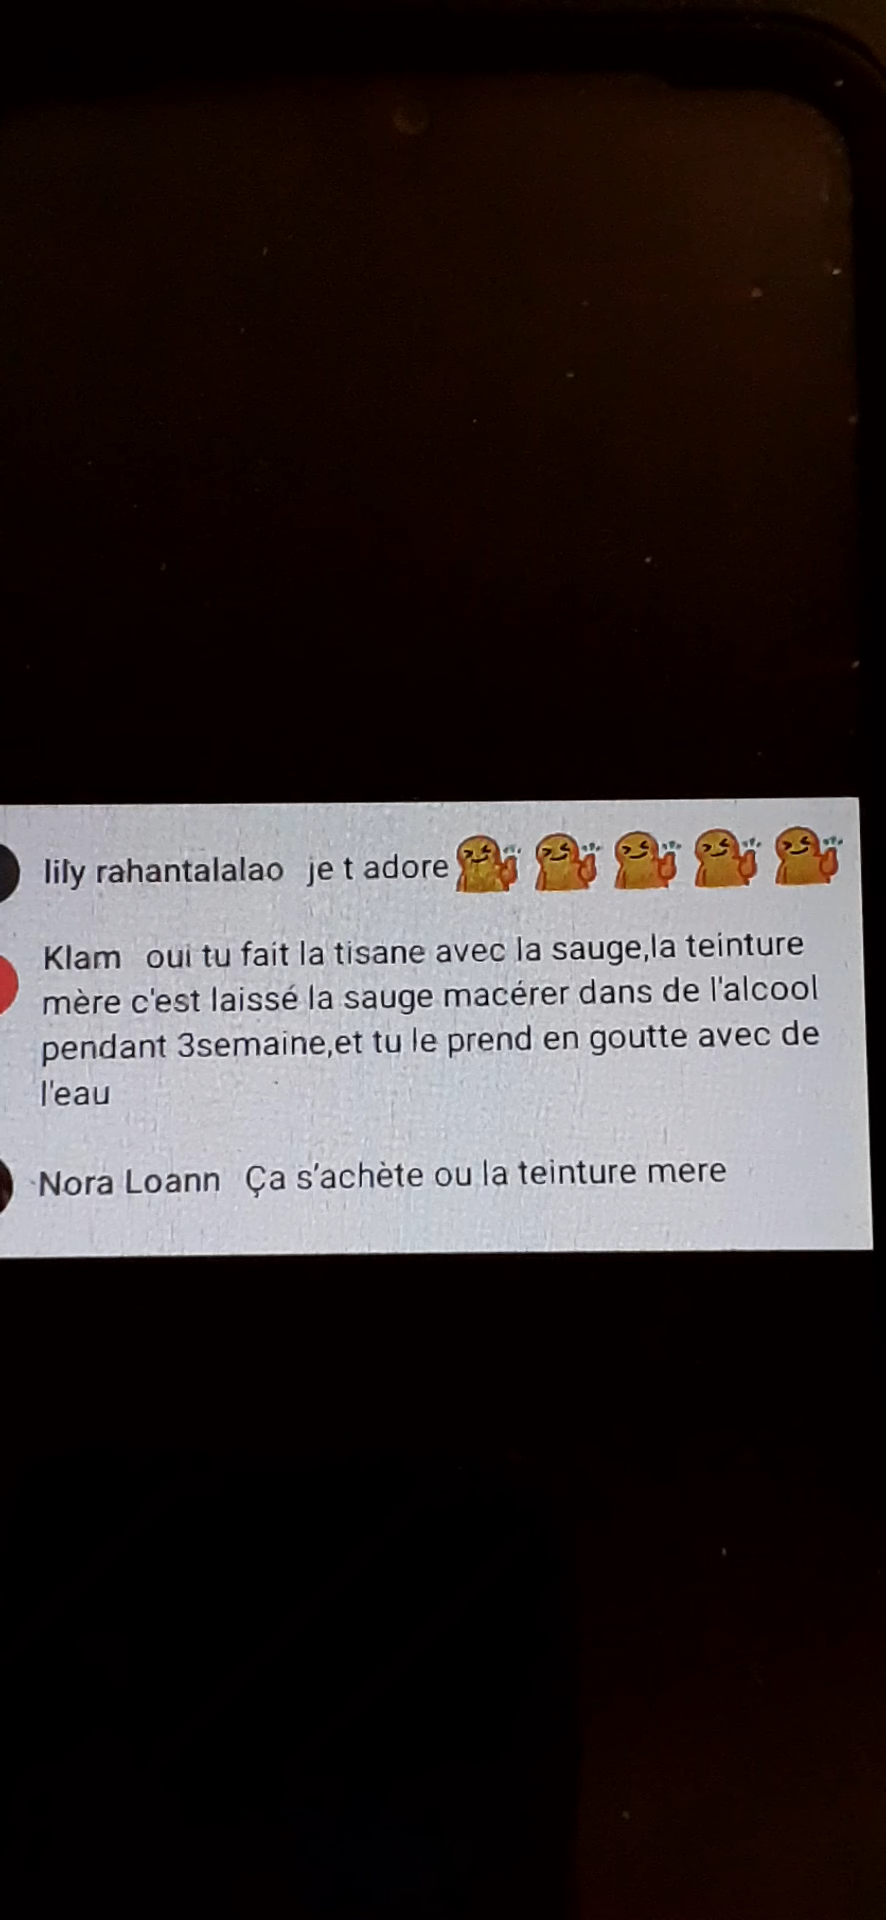 lily rahantalalao je t adore
Klam oui tu fait la tisane avec la sauge,la teinture
mère c'est laissé la sauge macérer dans de l'alcool
pendant 3semaine,et tu le prend en goutte avec de
l'eau
Nora Loann Ça s'achète ou la teinture mere